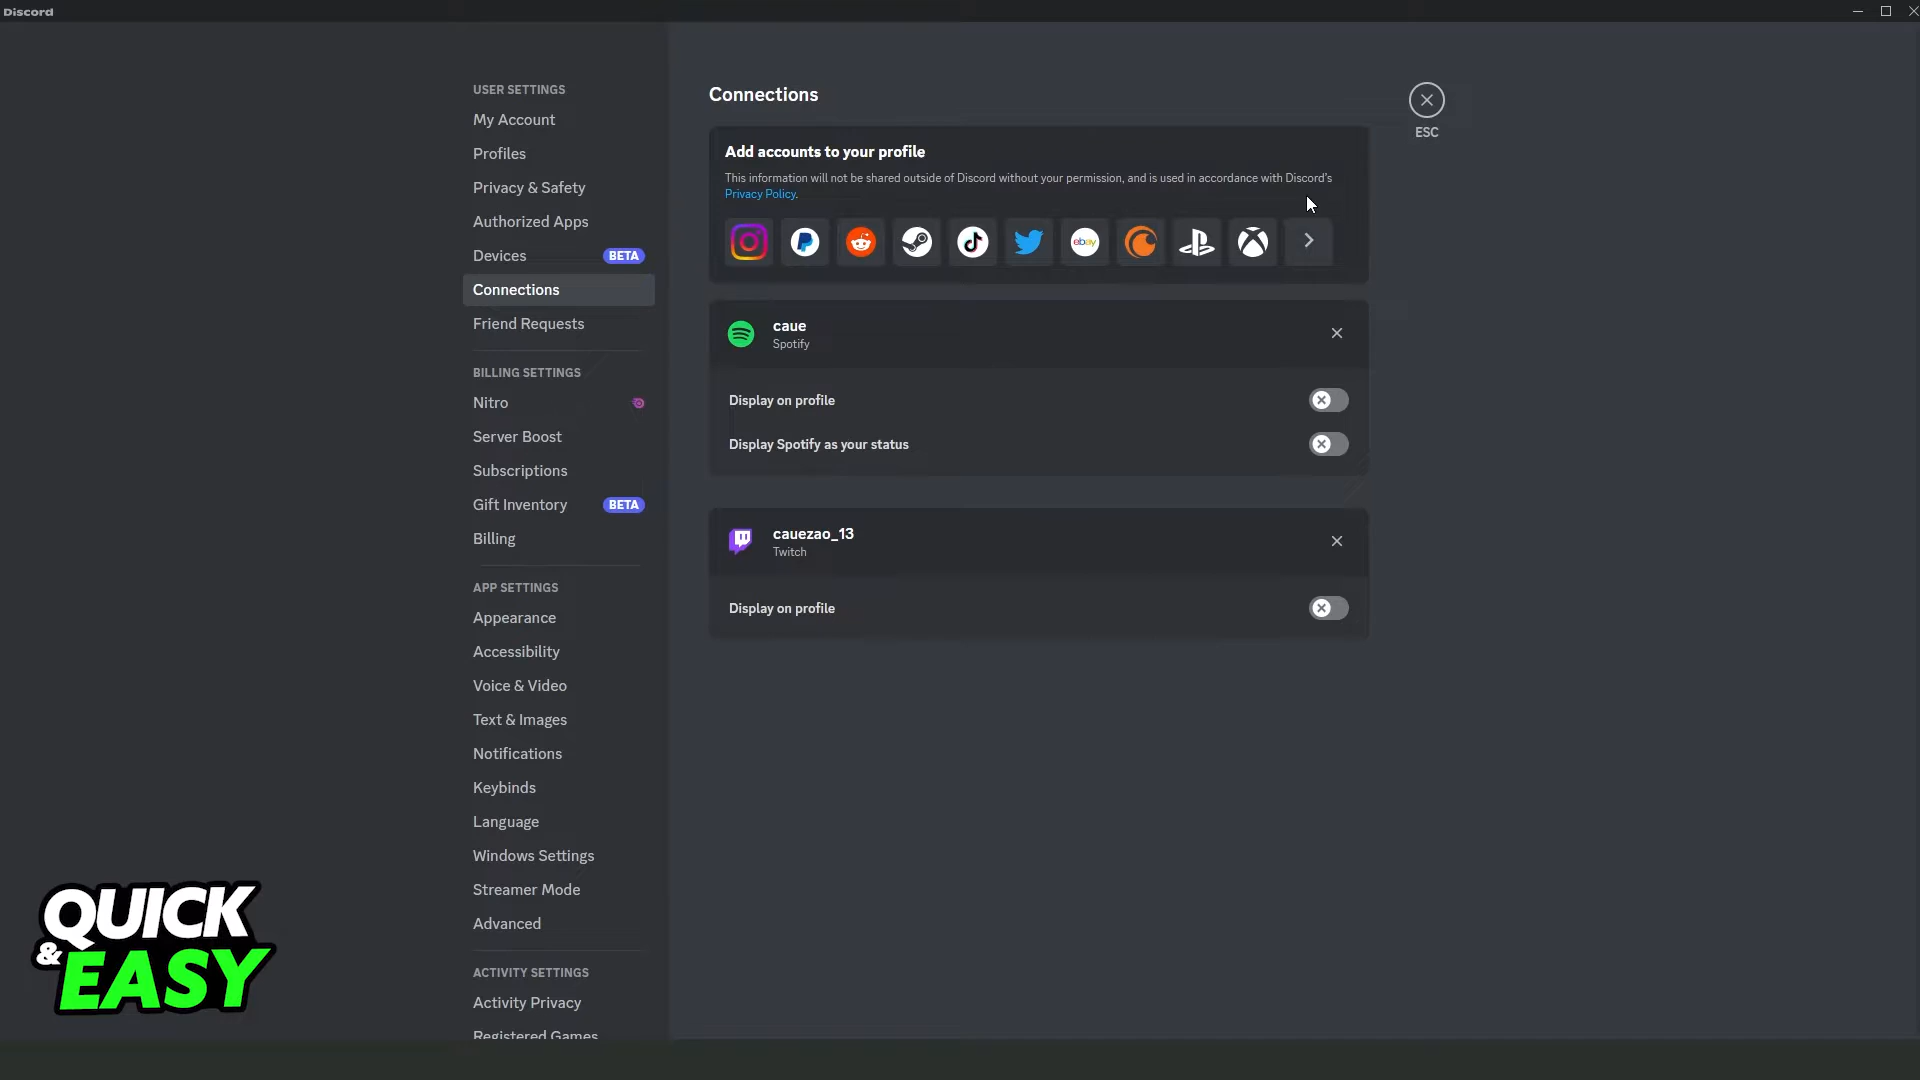 Discord
USER SETTINGS
My Account
Profiles
Privacy & Safety
Authorized Apps
Devices BETA
Connections
Friend Requests
BILLING SETTINGS
Nitro
Server Boost
Subscriptions
Gift Inventory BETA
Billing
APP SETTINGS
Appearance
Accessibility
Voice & Video
Text & Images
Notifications
Keybinds
Language
Windows Settings
Streamer Mode
Advanced
ACTIVITY SETTINGS
Activity Privacy
Registered Games
Connections
ESC
Add accounts to your profile
This information will not be shared outside of Discord without your permission, and is used in accordance with Discord's
Privacy Policy.
ebay
caue
Spotify
Display on profile
Display Spotify as your status
cauezao_13
Twitch
Display on profile
QUICK
& EASY